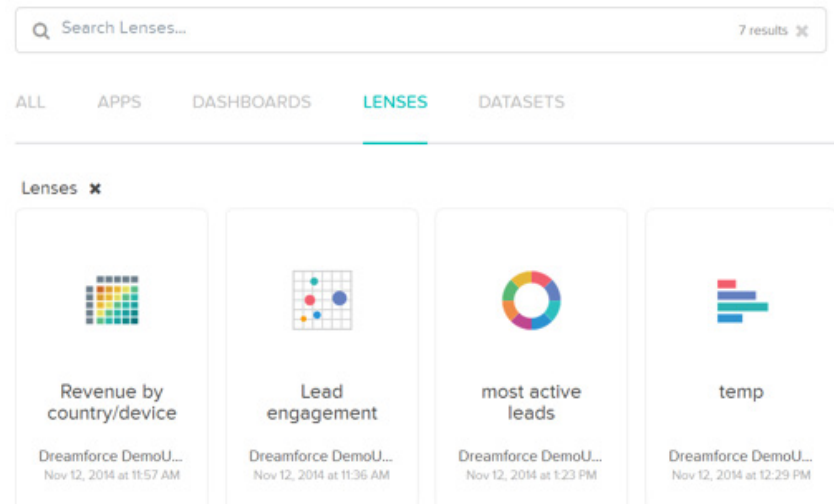 Search Lenses...
7 results
ALL APPS DASHBOARDS LENSES DATASETS
Lenses
Revenue by
country/device
Dreamforce DemoU...
Nov 12, 2014 at 11:57 AM
Lead
engagement
Dreamforce DemoU...
Nov 12, 2014 at 11:36 AM
most active
leads
Dreamforce DemoU...
Nov 12, 2014 at 1:23 PM
temp
Dreamforce DemoU...
Nov 12, 2014 at 12:29 PM